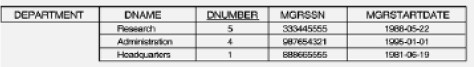 DEPARTMENT DNAME DNUMBER MGRSSN MGRSTARTDATE
Research 5 333445555 1988-05-22
Administration 4 987654321 1995-01-01
Headquarters 1 888665555 1981-06-19